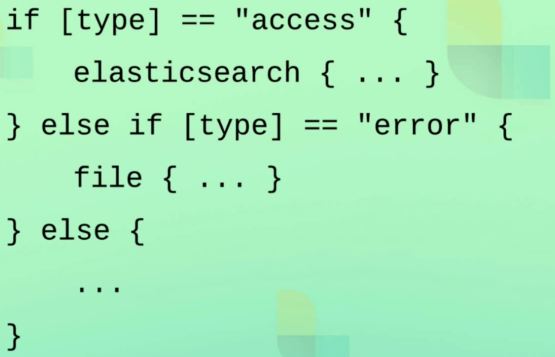 if [type] == "access" {
    elasticsearch { ... }
} else if [type] == "error" {
    file { ... }
} else {
    ...
}